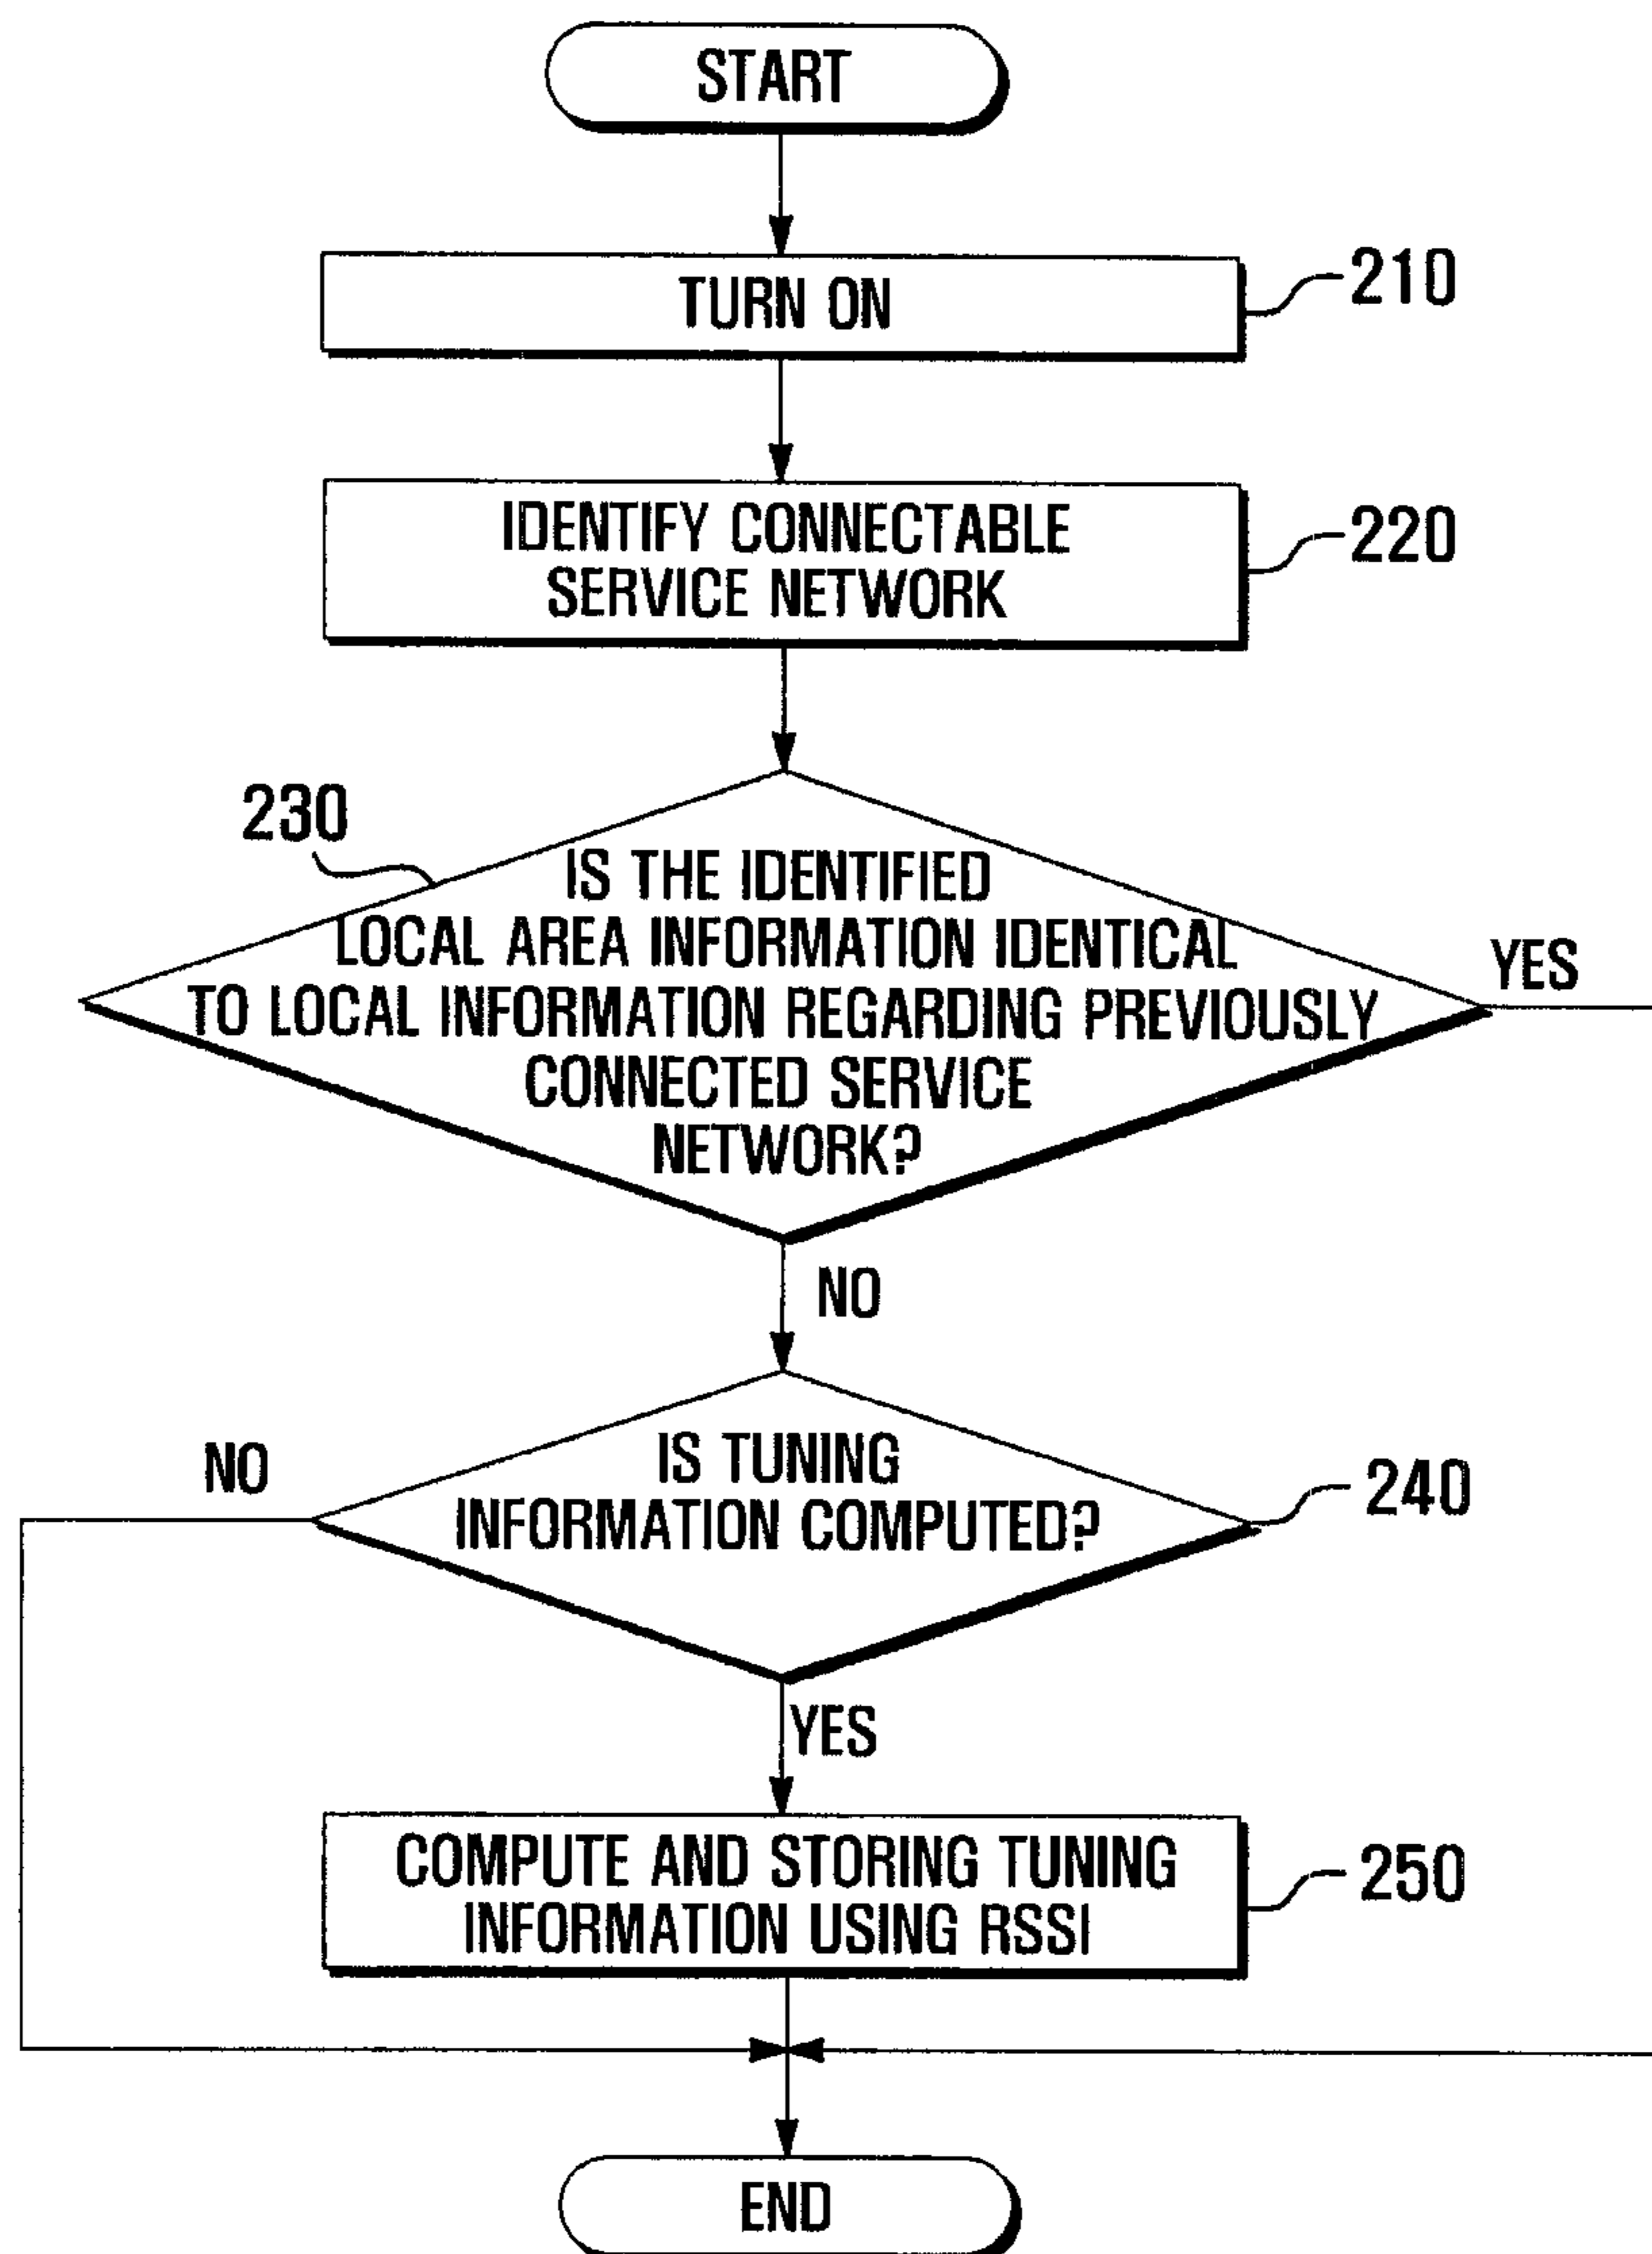 START
TURN ON
210
IDENTIFY CONNECTABLE
SERVICE NETWORK
220
230
IS THE IDENTIFIED
LOCAL AREA INFORMATION IDENTICAL
TO LOCAL INFORMATION REGARDING PREVIOUSLY
CONNECTED SERVICE
NETWORK?
YES
NO
IS TUNING
INFORMATION COMPUTED?
240
NO
YES
COMPUTE AND STORING TUNING
INFORMATION USING RSSI
250
END